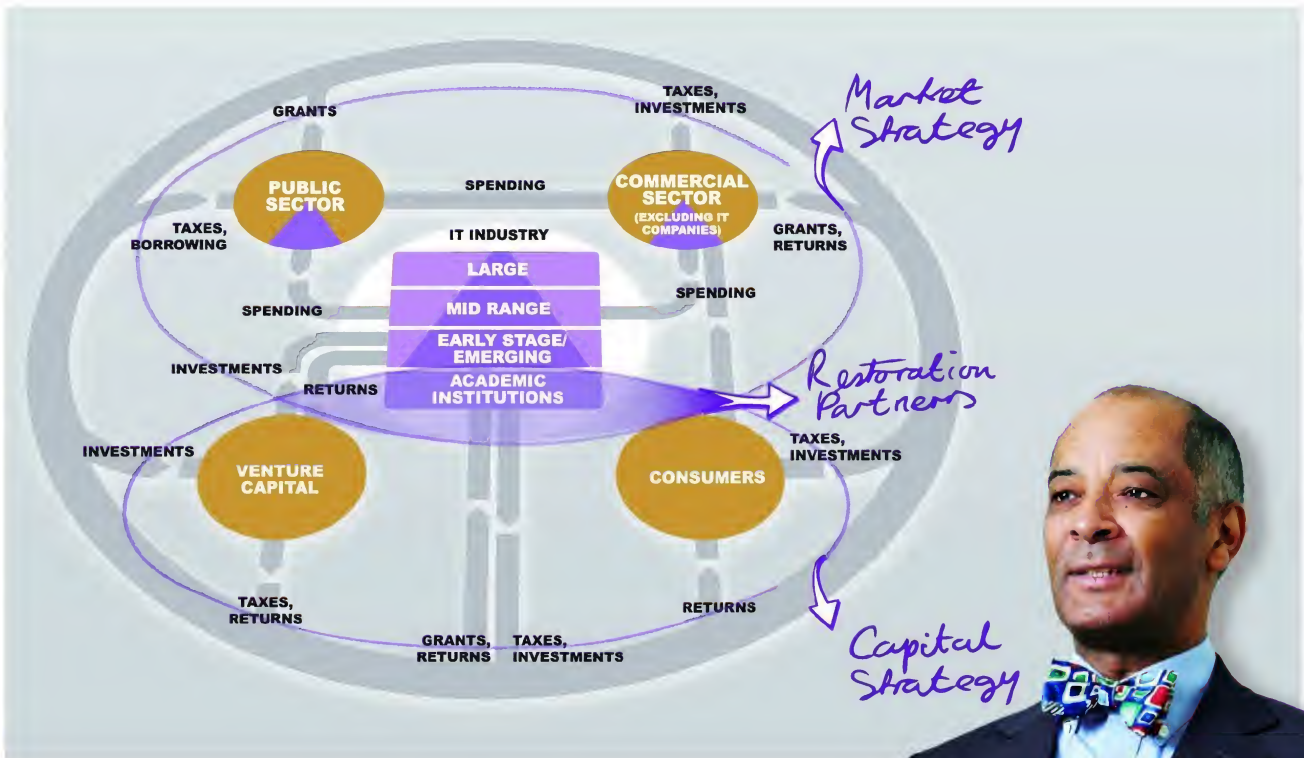 GRANTS
TAXES,
INVESTMENTS
Market
Strategy
PUBLIC
SECTOR
SPENDING
COMMERCIAL
SECTOR
(EXCLUDING IT
COMPANIES)
TAXES,
BORROWING
IT INDUSTRY
GRANTS,
RETURNS
LARGE
SPENDING
MID RANGE
SPENDING
EARLY STAGE/
EMERGING
INVESTMENTS
RETURNS
ACADEMIC
INSTITUTIONS
Restoration
Partners
INVESTMENTS
VENTURE
CAPITAL
CONSUMERS
TAXES,
INVESTMENTS
TAXES,
RETURNS
RETURNS
GRANTS,
RETURNS
TAXES,
INVESTMENTS
Capital
Strategy